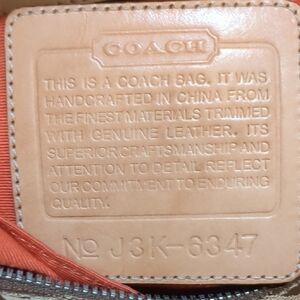 COACH
THIS IS A COACH BAG. IT WAS
HANDCRAFTED IN CHINA FROM
THE FINEST MATERIALS TRIMMED
WITH GENUINE LEATHER. ITS
SUPERIOR CRAFTSMANSHIP AND
ATTENTION TO DETAIL REFLECT
OUR COMMITMENT TO ENDURING
QUALITY.
No J3K-6347